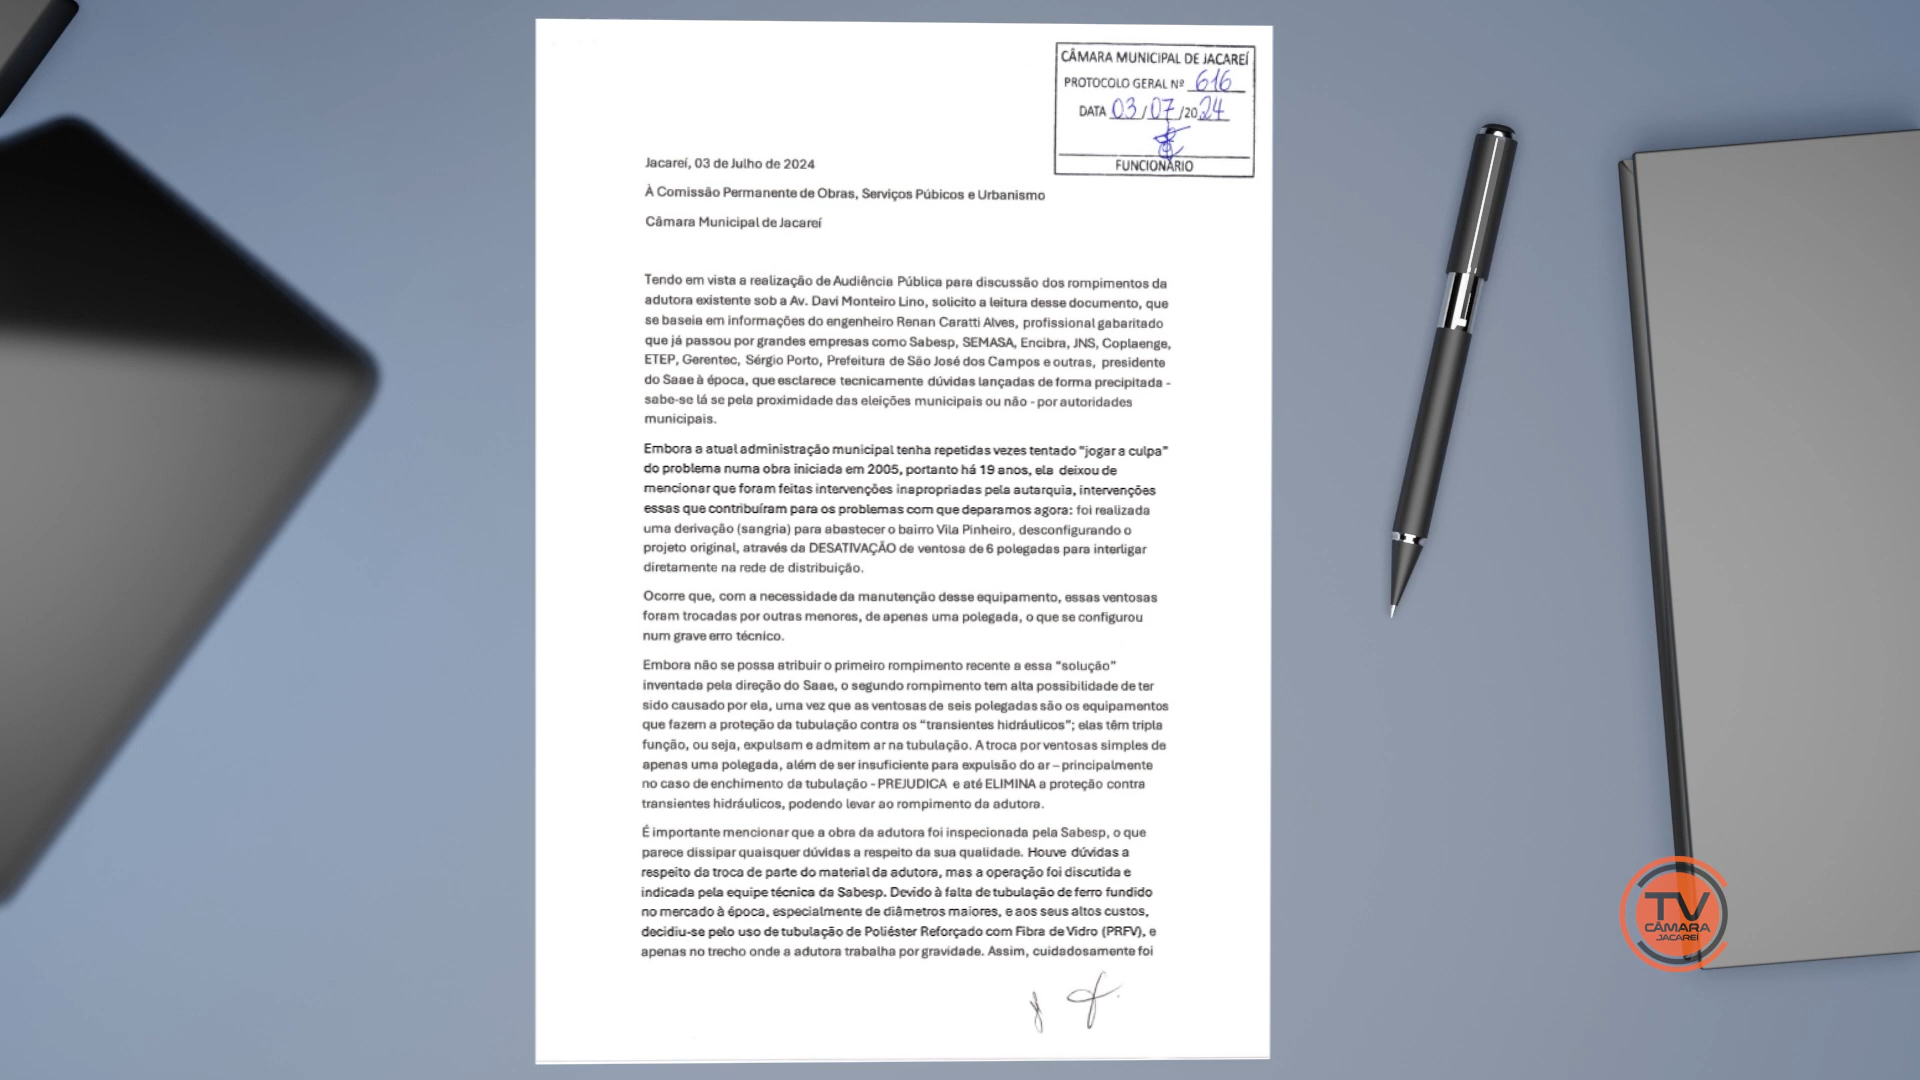 CÂMARA MUNICIPAL DE JACAREÍ
PROTOCOLO GERAL Nº 616
DATA 03/07/2024
FUNCIONÁRIO
Jacareí, 03 de Julho de 2024
À Comissão Permanente de Obras, Serviços Púbicos e Urbanismo
Câmara Municipal de Jacareí
Tendo em vista a realização de Audiência Pública para discussão dos rompimentos da
adutora existente sob a Av. Davi Monteiro Lino, solicito a leitura desse documento, que
se baseia em informações do engenheiro Renan Caratti Alves, profissional gabaritado
que já passou por grandes empresas como Sabesp, SEMASA, Encibra, JNS, Coplaenge,
ETEP, Gerentec, Sérgio Porto, Prefeitura de São José dos Campos e outras, presidente
do Saae à época, que esclarece tecnicamente dúvidas lançadas de forma precipitada -
sabe-se lá se pela proximidade das eleições municipais ou não - por autoridades
municipais.
Embora a atual administração municipal tenha repetidas vezes tentado "jogar a culpa"
do problema numa obra iniciada em 2005, portanto há 19 anos, ela deixou de
mencionar que foram feitas intervenções inapropriadas pela autarquia, intervenções
essas que contribuíram para os problemas com que deparamos agora: foi realizada
uma derivação (sangria) para abastecer o bairro Vila Pinheiro, desconfigurando o
projeto original, através da DESATIVAÇÃO de ventosa de 6 polegadas para interligar
diretamente na rede de distribuição.
Ocorre que, com a necessidade da manutenção desse equipamento, essas ventosas
foram trocadas por outras menores, de apenas uma polegada, o que se configurou
num grave erro técnico.
Embora não se possa atribuir o primeiro rompimento recente a essa “solução”
inventada pela direção do Saae, o segundo rompimento tem alta possibilidade de ter
sido causado por ela, uma vez que as ventosas de seis polegadas são os equipamentos
que fazem a proteção da tubulação contra os “transientes hidráulicos”; elas têm tripla
função, ou seja, expulsam e admitem ar na tubulação. A troca por ventosas simples de
apenas uma polegada, além de ser insuficiente para expulsão do ar – principalmente
no caso de enchimento da tubulação - PREJUDICA e até ELIMINA a proteção contra
transientes hidráulicos, podendo levar ao rompimento da adutora.
É importante mencionar que a obra da adutora foi inspecionada pela Sabesp, o que
parece dissipar quaisquer dúvidas a respeito da sua qualidade. Houve dúvidas a
respeito da troca de parte do material da adutora, mas a operação foi discutida e
indicada pela equipe técnica da Sabesp. Devido à falta de tubulação de ferro fundido
no mercado à época, especialmente de diâmetros maiores, e aos seus altos custos,
decidiu-se pelo uso de tubulação de Poliéster Reforçado com Fibra de Vidro (PRFV), e
apenas no trecho onde a adutora trabalha por gravidade. Assim, cuidadosamente foi
TV
CÂMARA
JACAREÍ